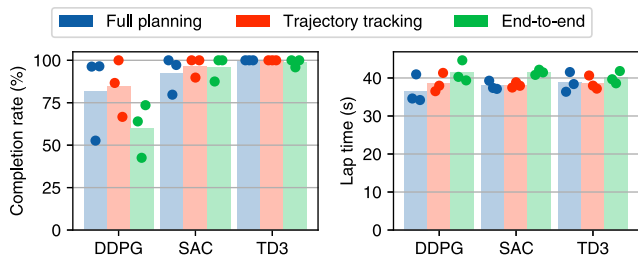 Full planning Trajectory tracking End-to-end
Completion rate (%)
100
75
50
25
0
DDPG SAC TD3
Lap time (s)
40
30
20
10
0
DDPG SAC TD3